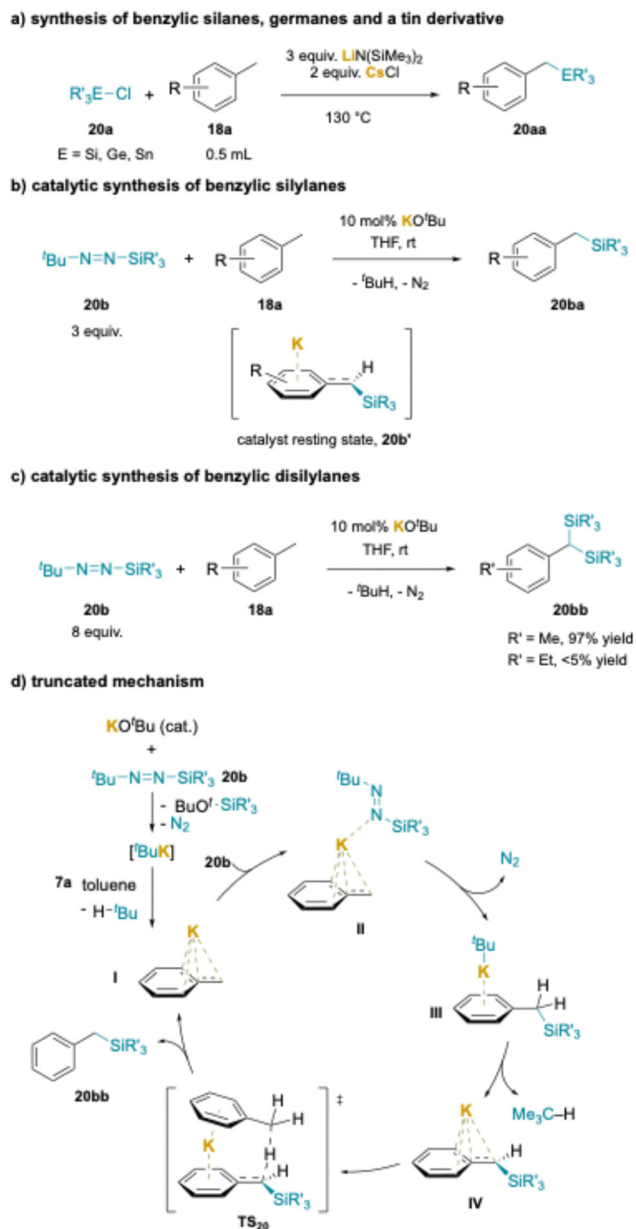 a) synthesis of benzylic silanes, germanes and a tin derivative
R'3E–Cl + R
3 equiv. LiN(SiMe3)2
2 equiv. CsCl
130 °C
R ER'3
20a 18a 20aa
E = Si, Ge, Sn 0.5 mL
b) catalytic synthesis of benzylic silylanes
10 mol% KOtBu
THF, rt
tBu–N=N–SiR'3 + R
- tBuH, - N2
R SiR'3
20b 18a 20ba
3 equiv.
K
R H
SiR3
catalyst resting state, 20b'
c) catalytic synthesis of benzylic disilylanes
10 mol% KOtBu
THF, rt
SiR'3
tBu–N=N–SiR'3 + R
- tBuH, - N2
R' SiR'3
20b 18a 20bb
8 equiv.
R' = Me, 97% yield
R' = Et, <5% yield
d) truncated mechanism
KOtBu (cat.)
+
tBu–N=N–SiR'3 20b
- BuOt-SiR'3
- N2
[tBuK]
7a toluene
- H-tBu
K
I
20b
tBu
N
N
SiR'3
K
II
N2
tBu
K
H
H
III
SiR'3
Me3C–H
K
H
SiR'3
IV
‡
H
H
K
H
H
SiR'3
TS20
SiR'3
20bb